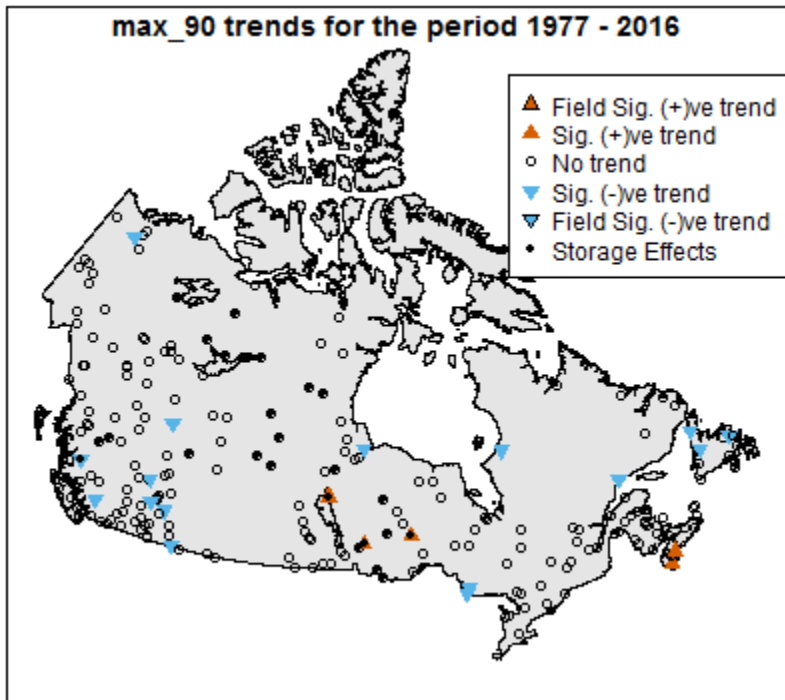 max_90 trends for the period 1977 - 2016
Field Sig. (+)ve trend
Sig. (+)ve trend
No trend
Sig. (-)ve trend
Field Sig. (-)ve trend
Storage Effects